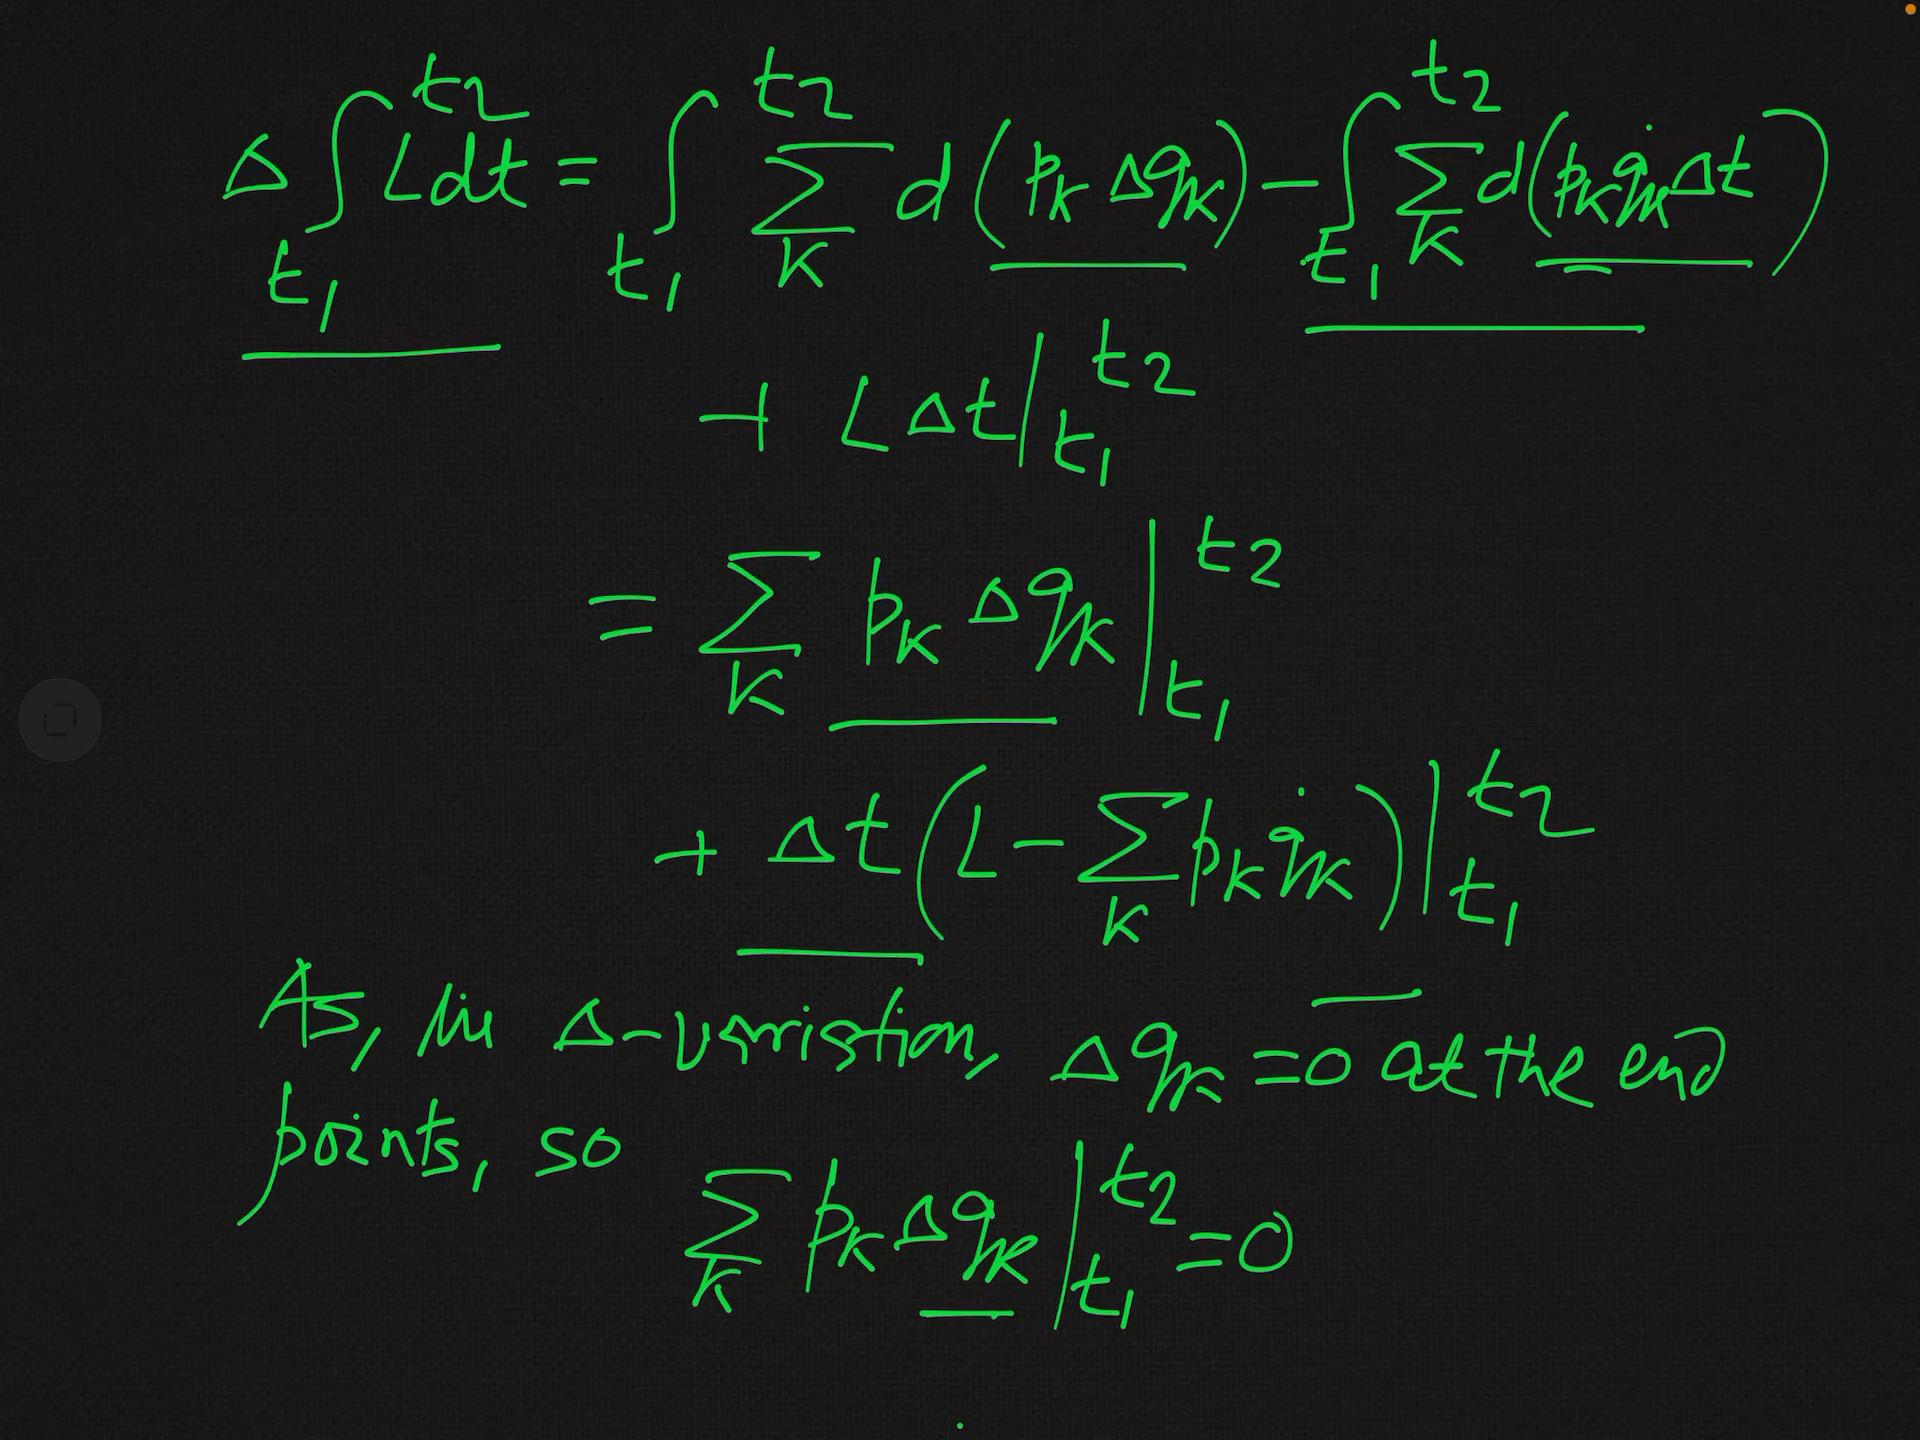 Δ ∫_{t1}^{t2} L dt = ∫_{t1}^{t2} Σ_K d(p_K Δq_K) − ∫_{t1}^{t2} Σ_K d(p_K q̇_K Δt)
+ L Δt |_{t1}^{t2}
= Σ_K p_K Δq_K |_{t1}^{t2}
+ Δt (L − Σ_K p_K q̇_K) |_{t1}^{t2}
As, in Δ-variation, Δq_K = 0 at the end
points, so
Σ_K p_K Δq_K |_{t1}^{t2} = 0